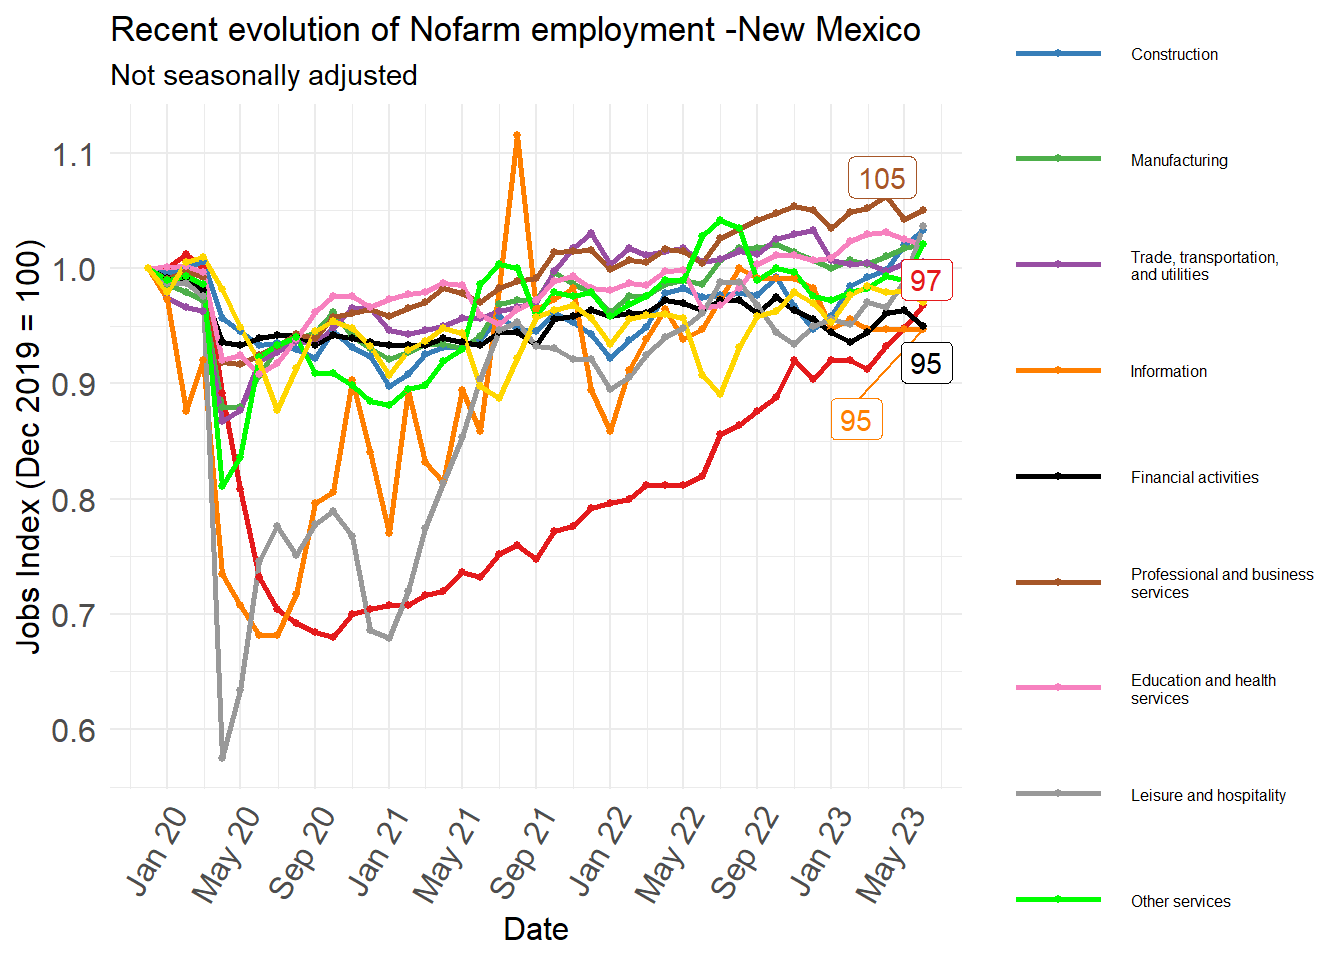 Recent evolution of Nofarm employment -New Mexico
Not seasonally adjusted
Jobs Index (Dec 2019 = 100)
1.1
1.0
0.9
0.8
0.7
0.6
105
97
95
95
Jan 20
May 20
Sep 20
Jan 21
May 21
Sep 21
Jan 22
May 22
Sep 22
Jan 23
May 23
Date
Construction
Manufacturing
Trade, transportation,
and utilities
Information
Financial activities
Professional and business
services
Education and health
services
Leisure and hospitality
Other services